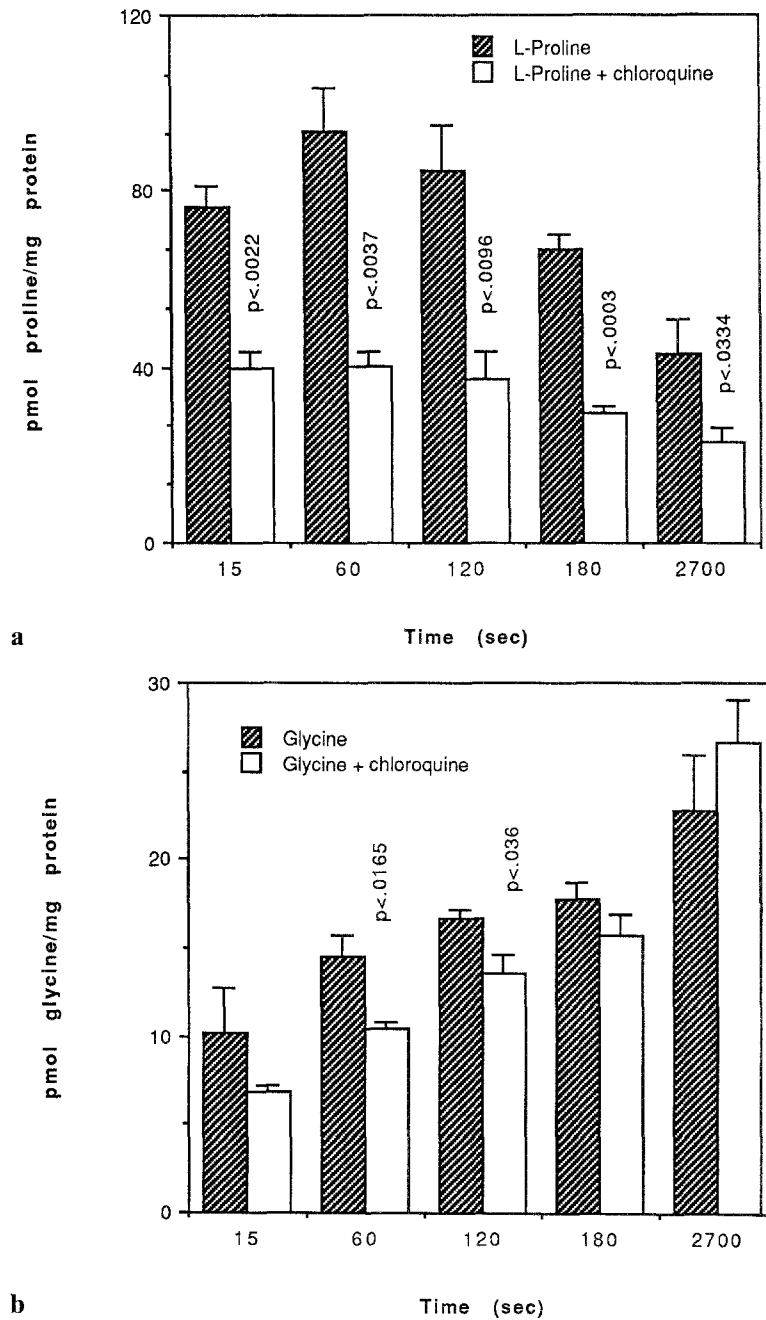 120
L-Proline
L-Proline + chloroquine
pmol proline/mg protein
80
p<.0022
p<.0037
p<.0096
p<.0003
p<.0334
40
0
15 60 120 180 2700
a
Time (sec)
30
Glycine
Glycine + chloroquine
pmol glycine/mg protein
20
p<.0165
p<.036
10
0
15 60 120 180 2700
b
Time (sec)